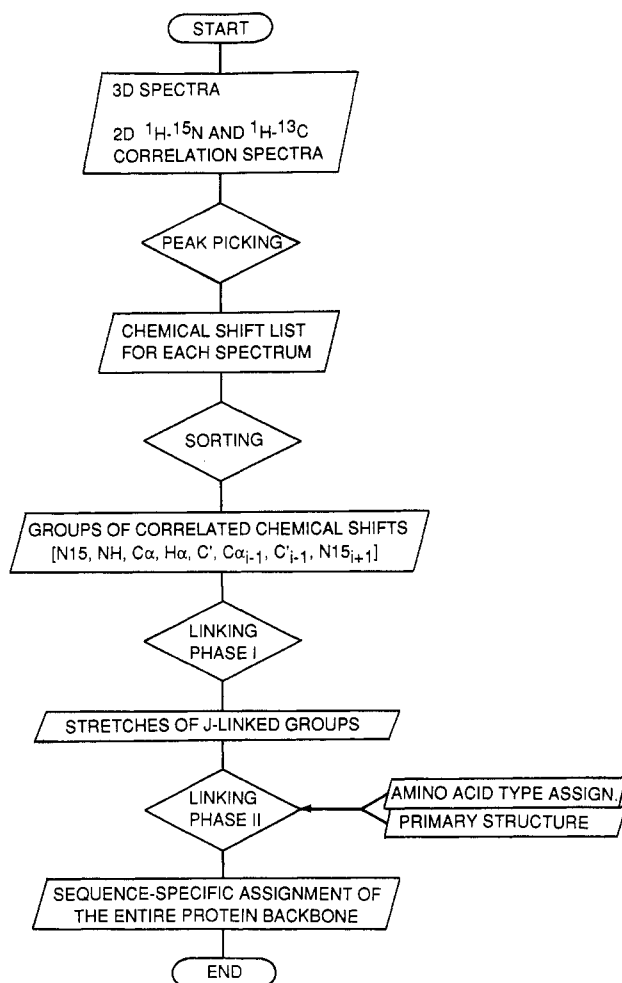 START
3D SPECTRA
2D ¹H-¹⁵N AND ¹H-¹³C
CORRELATION SPECTRA
PEAK PICKING
CHEMICAL SHIFT LIST
FOR EACH SPECTRUM
SORTING
GROUPS OF CORRELATED CHEMICAL SHIFTS
[N15, NH, Cα, Hα, C', Cαi-1, C'i-1, N15i+1]
LINKING
PHASE I
STRETCHES OF J-LINKED GROUPS
LINKING
PHASE II
AMINO ACID TYPE ASSIGN.
PRIMARY STRUCTURE
SEQUENCE-SPECIFIC ASSIGNMENT OF
THE ENTIRE PROTEIN BACKBONE
END